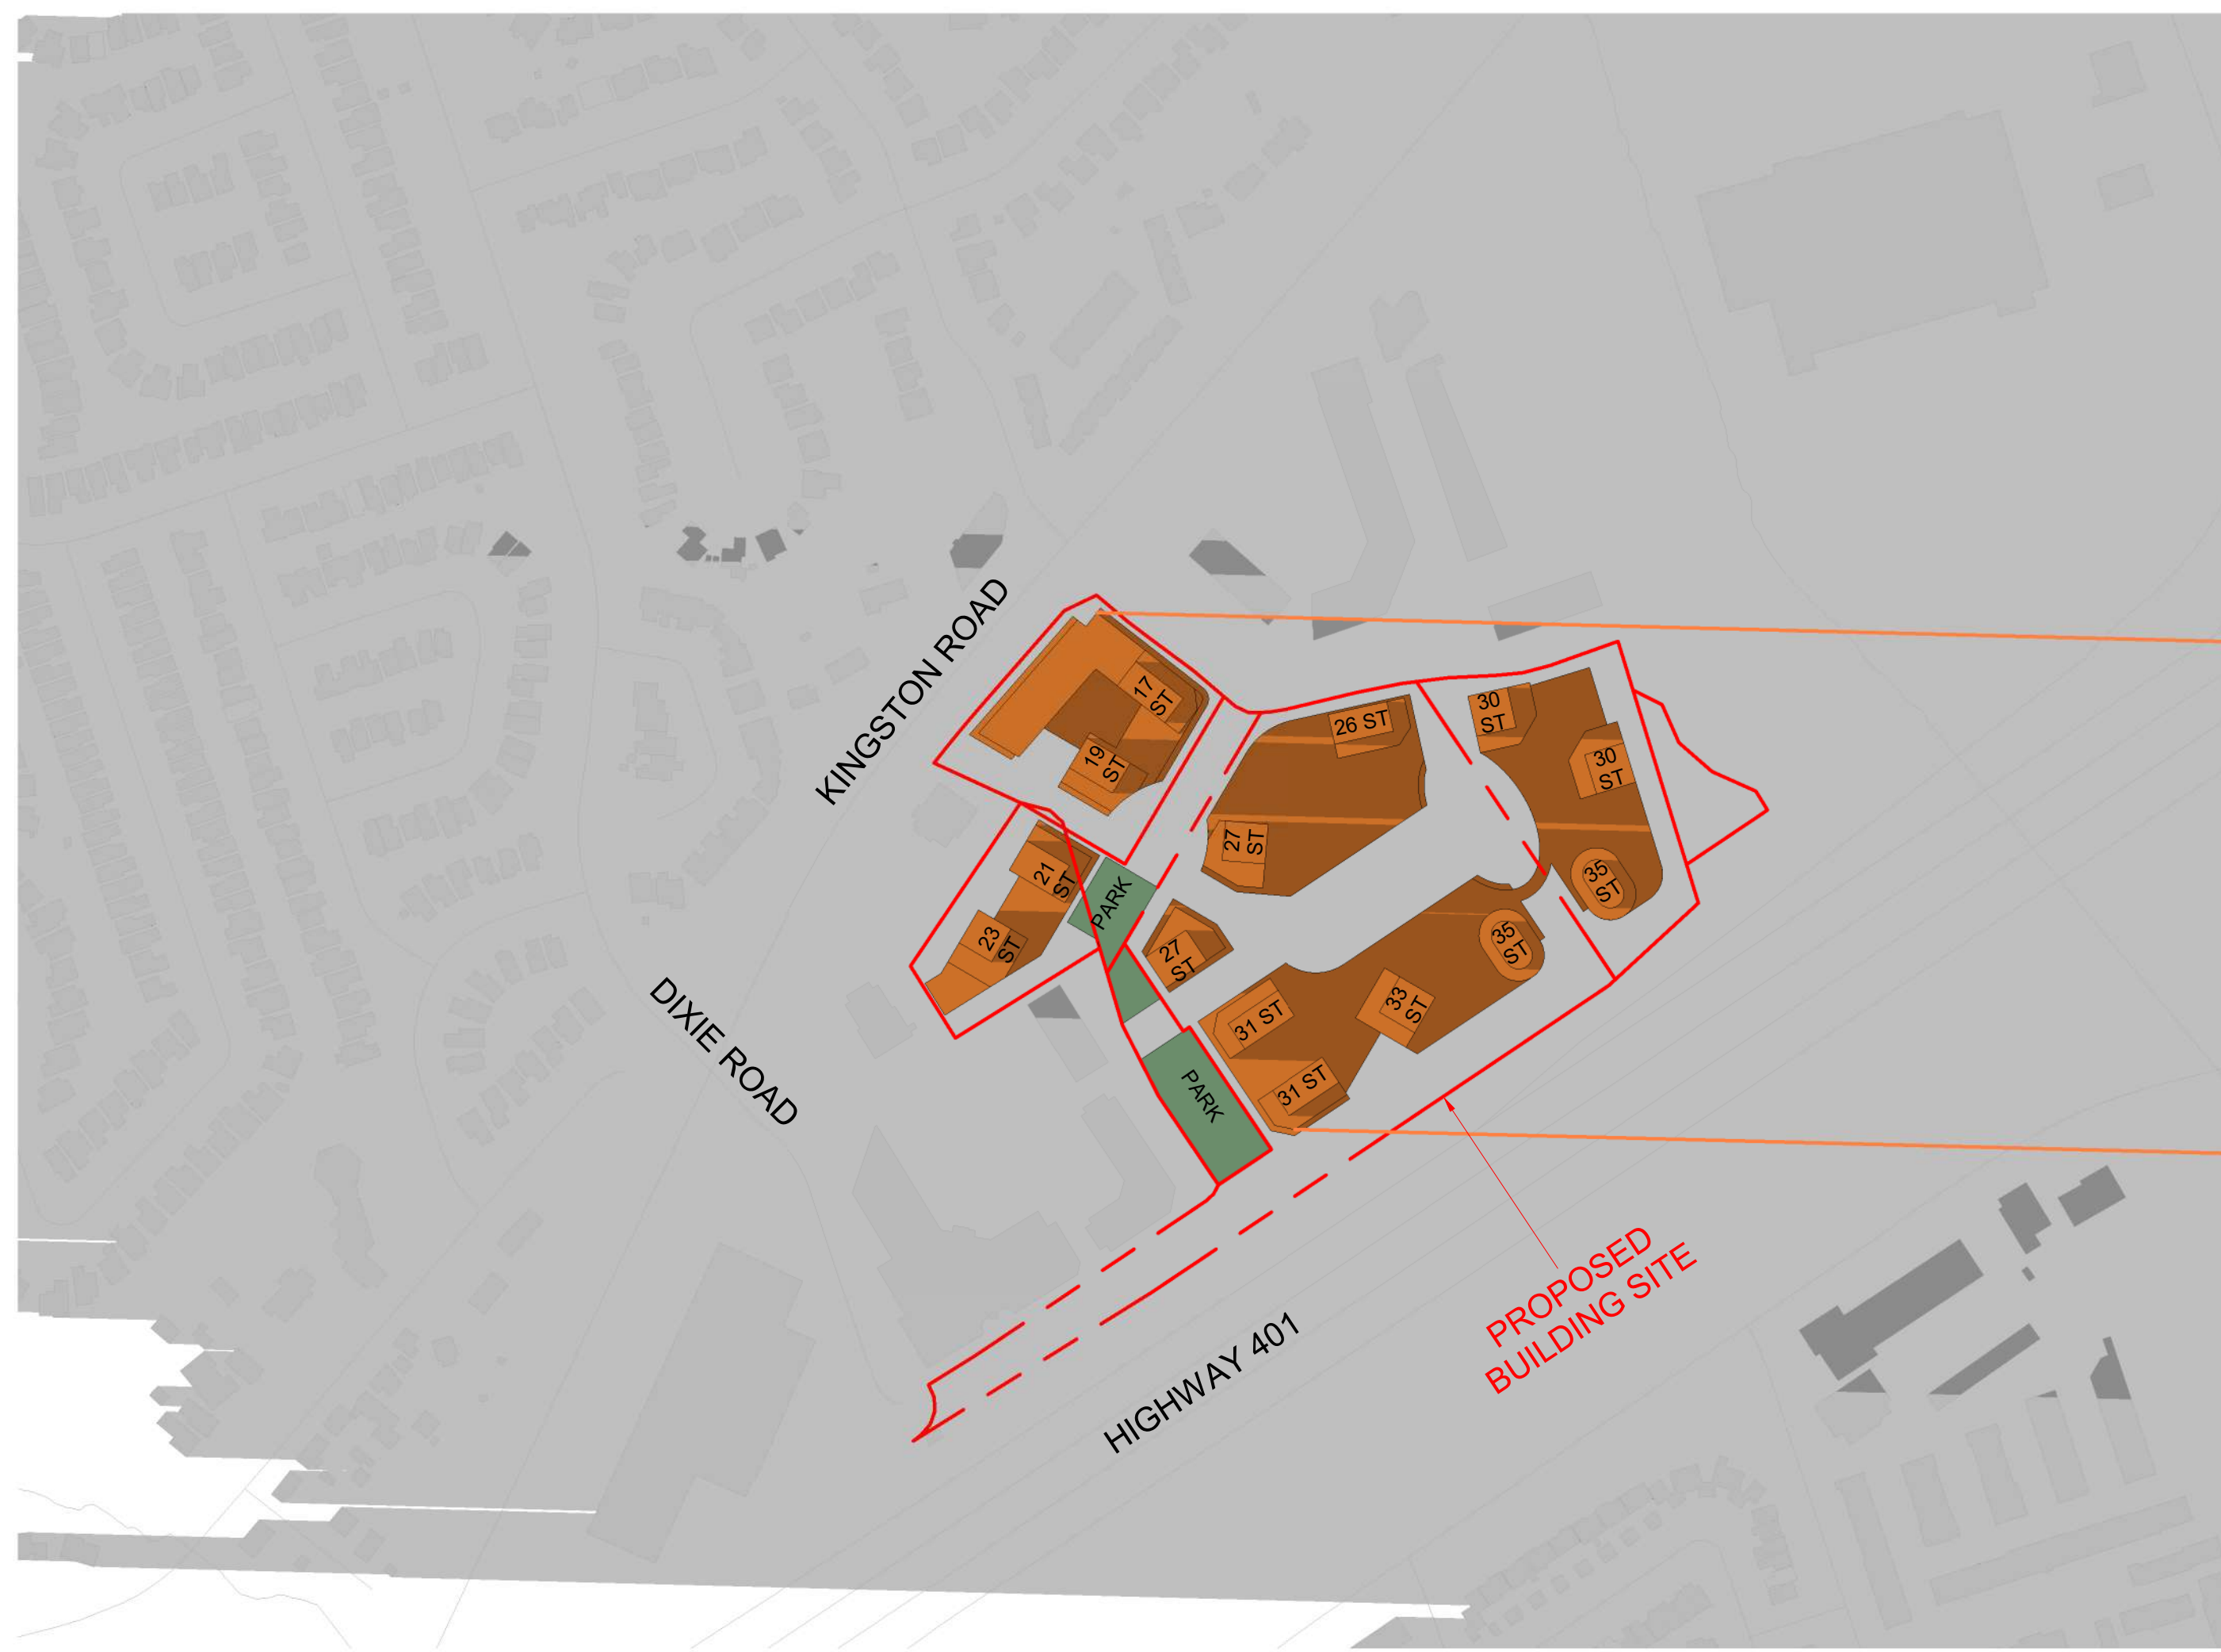 KINGSTON ROAD
17
ST
19
ST
26 ST
30
ST
30
ST
27
ST
35
ST
21
ST
PARK
23
ST
27
ST
35
ST
31 ST
33
ST
31 ST
PARK
DIXIE ROAD
PROPOSED
BUILDING SITE
HIGHWAY 401